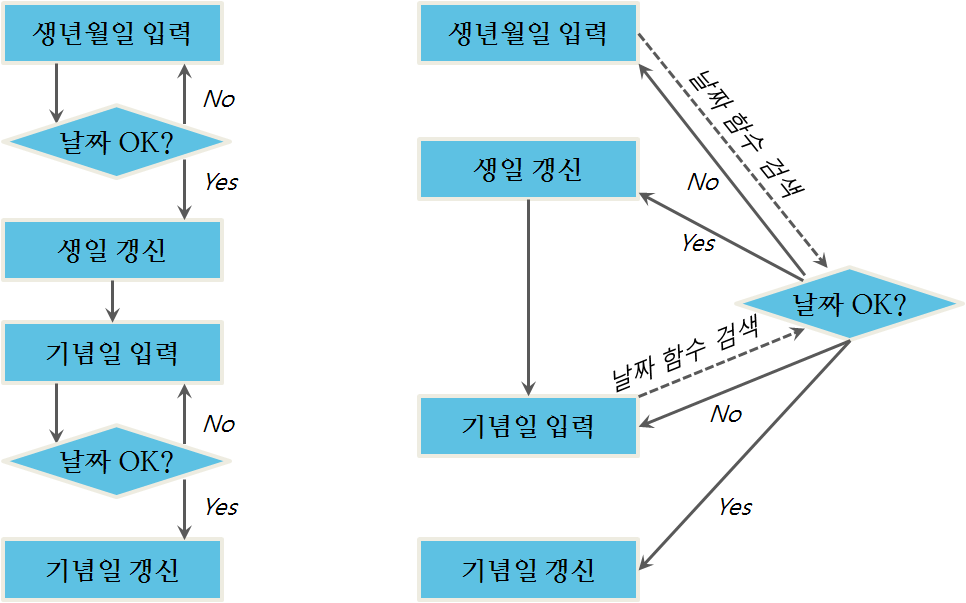 생년월일 입력
No
날짜 OK?
Yes
생일 갱신
기념일 입력
No
날짜 OK?
Yes
기념일 갱신
생년월일 입력
날짜 함수 검색
No
생일 갱신
Yes
날짜 OK?
날짜 함수 검색
No
기념일 입력
Yes
기념일 갱신